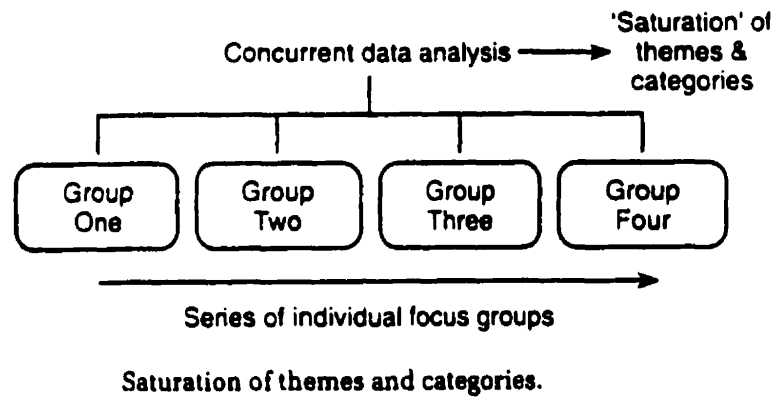 'Saturation' of
Concurrent data analysis themes &
categories
Group Group Group Group
One Two Three Four
Series of individual focus groups
Saturation of themes and categories.